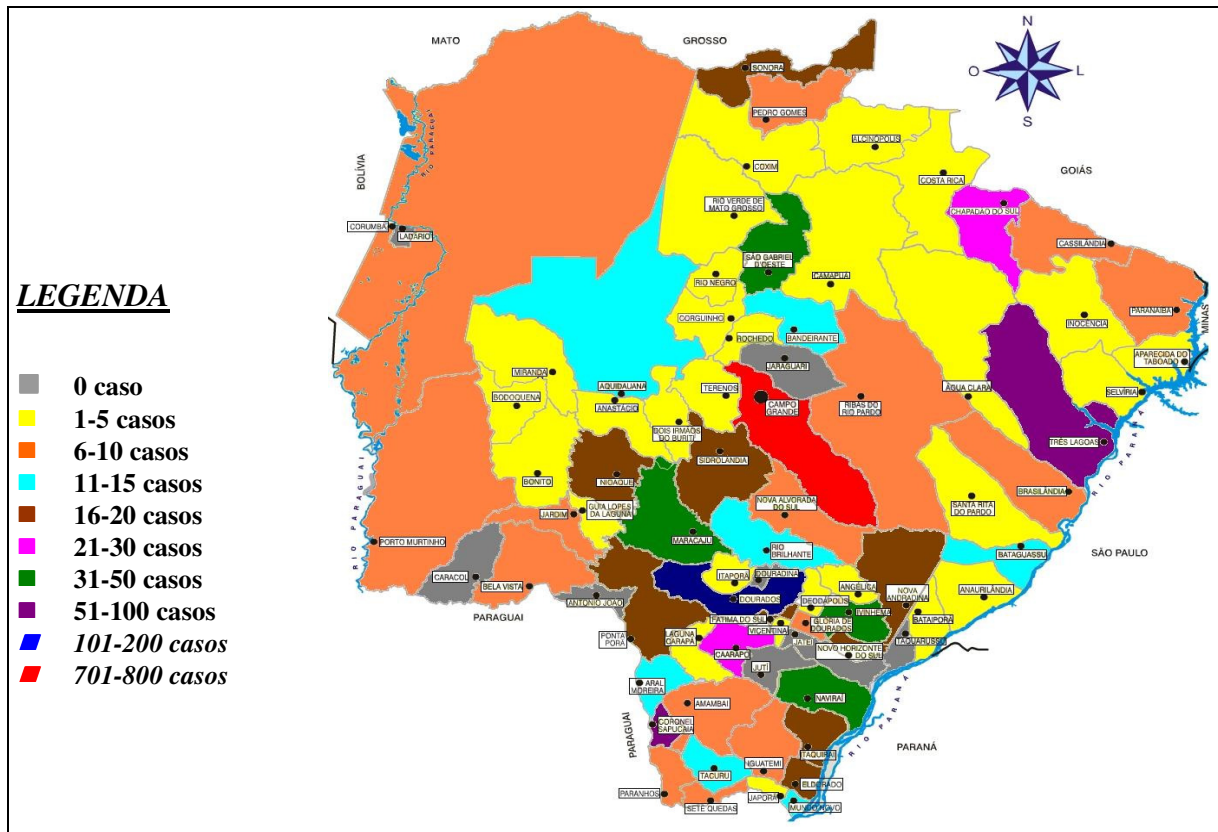 MATO
GROSSO
N
O
L
S
SONORA
PEDRO GOMES
ALCINÓPOLIS
COXIM
COSTA RICA
GOIÁS
BOLÍVIA
RIO PARAGUAI
RIO VERDE DE
MATO GROSSO
CHAPADÃO DO SUL
CORUMBÁ
LADÁRIO
CASSILÂNDIA
SÃO GABRIEL
D'OESTE
RIO NEGRO
CAMAPUÃ
LEGENDA
PARANAÍBA
MINAS
CORGUINHO
INOCÊNCIA
ROCHEDO
BANDEIRANTE
JARAGUARI
APARECIDA DO
TABOADO
MIRANDA
0 caso
AQUIDAUANA
TERENOS
ÁGUA CLARA
SELVÍRIA
1-5 casos
BODOQUENA
ANASTÁCIO
CAMPO
GRANDE
RIBAS DO
RIO PARDO
6-10 casos
DOIS IRMÃOS
DO BURITI
TRÊS LAGOAS
RIO PARANÁ
11-15 casos
SIDROLÂNDIA
16-20 casos
BONITO
NIOAQUE
BRASILÂNDIA
21-30 casos
JARDIM
GUIA LOPES
DA LAGUNA
NOVA ALVORADA
DO SUL
SANTA RITA
DO PARDO
31-50 casos
RIO PARAGUAI
PORTO MURTINHO
MARACAJU
RIO
BRILHANTE
BATAGUASSU
SÃO PAULO
51-100 casos
CARACOL
BELA VISTA
ITAPORÃ
DOURADINA
ANGÉLICA
101-200 casos
ANTONIO JOÃO
DOURADOS
DEODÁPOLIS
NOVA
ANDRADINA
ANAURILÂNDIA
PARAGUAI
FÁTIMA DO SUL
IVINHEMA
BATAIPORÃ
701-800 casos
PONTA
PORÃ
LAGUNA
CARAPÃ
VICENTINA
GLÓRIA DE
DOURADOS
TAQUARUSSÚ
CAARAPÓ
JATEÍ
NOVO HORIZONTE
DO SUL
JUTÍ
ARAL
MOREIRA
AMAMBAI
NAVIRAÍ
RIO PARANÁ
PARAGUAI
CORONEL
SAPUCAIA
PARANÁ
ITAQUIRAÍ
TACURU
IGUATEMI
ELDORADO
PARANHOS
SETE QUEDAS
JAPORÃ
MUNDO NOVO